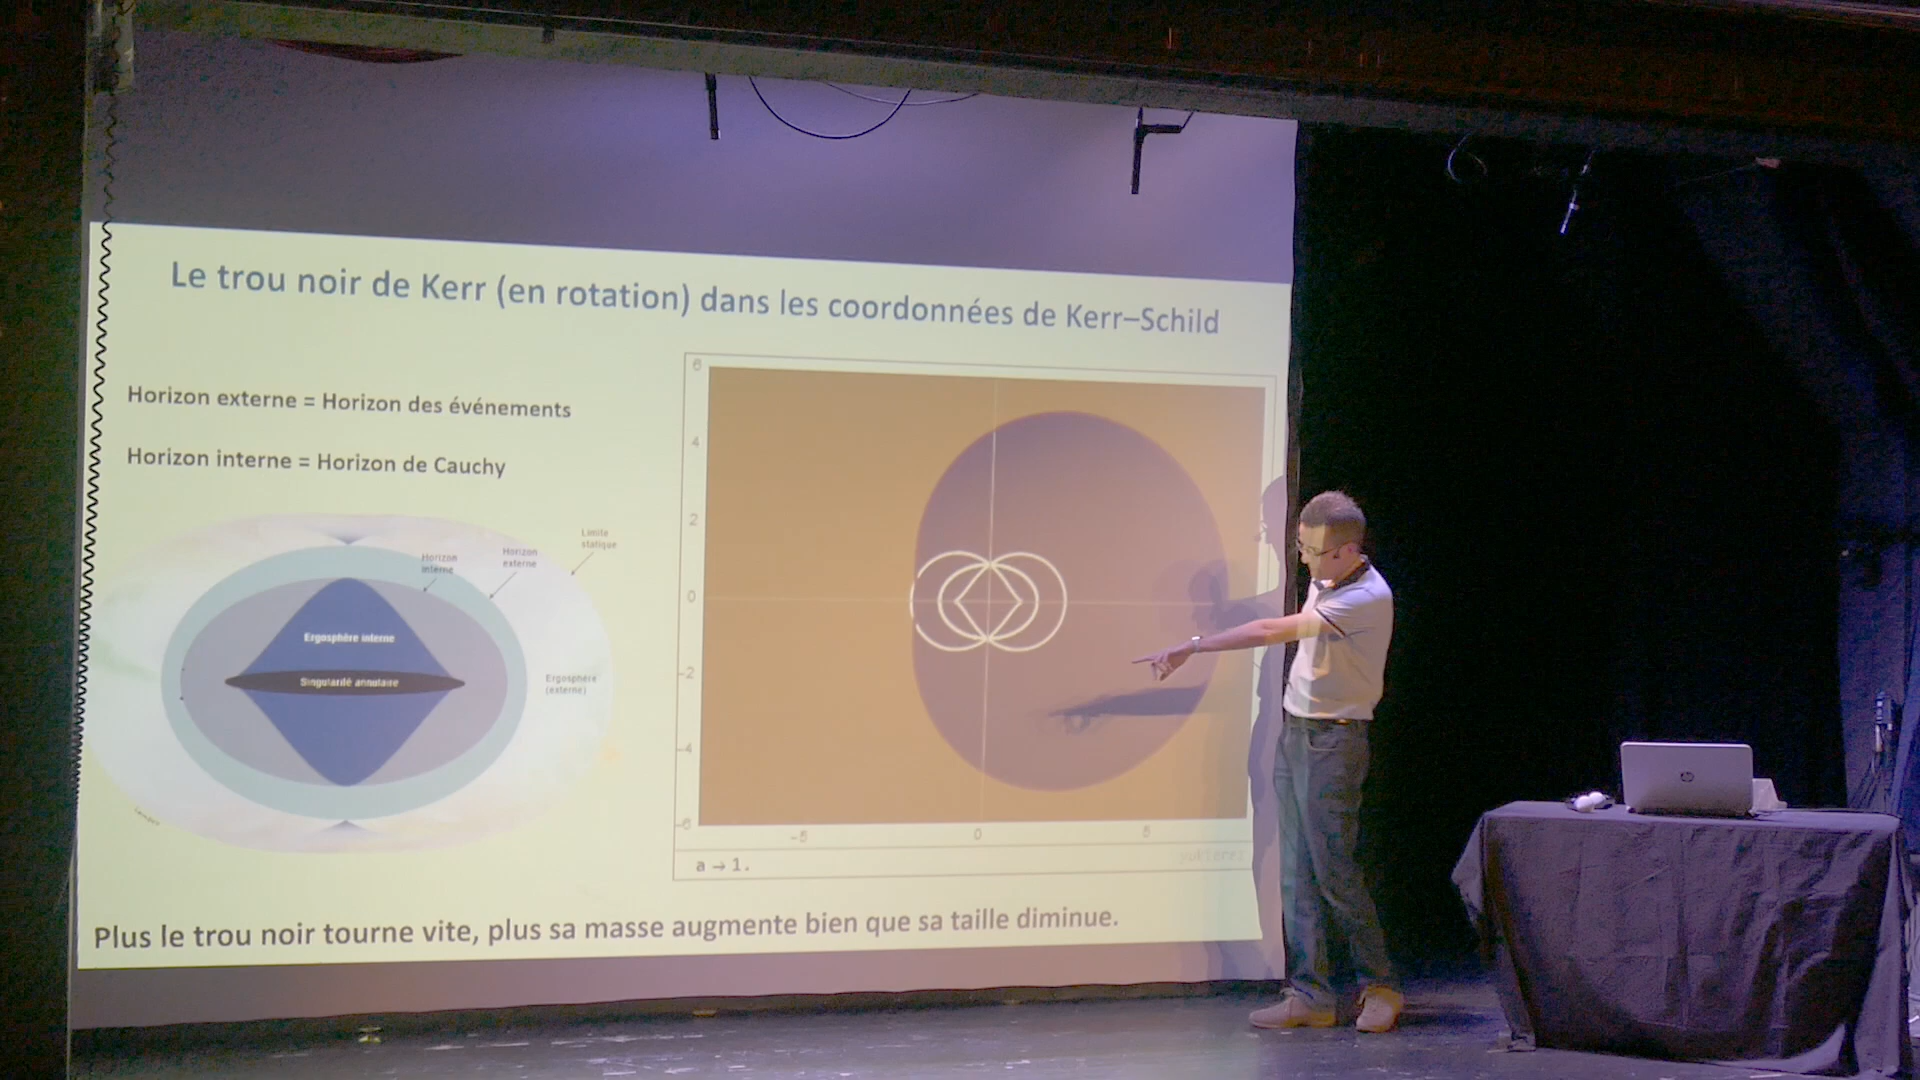 Le trou noir de Kerr (en rotation) dans les coordonnées de Kerr–Schild
Horizon externe = Horizon des événements
Horizon interne = Horizon de Cauchy
Limite
statique
Horizon
externe
Horizon
interne
Ergosphère interne
Singularité annulaire
Ergosphère
(externe)
6
4
2
0
-2
-4
-6
-5
0
5
a → 1.
Plus le trou noir tourne vite, plus sa masse augmente bien que sa taille diminue.
hp